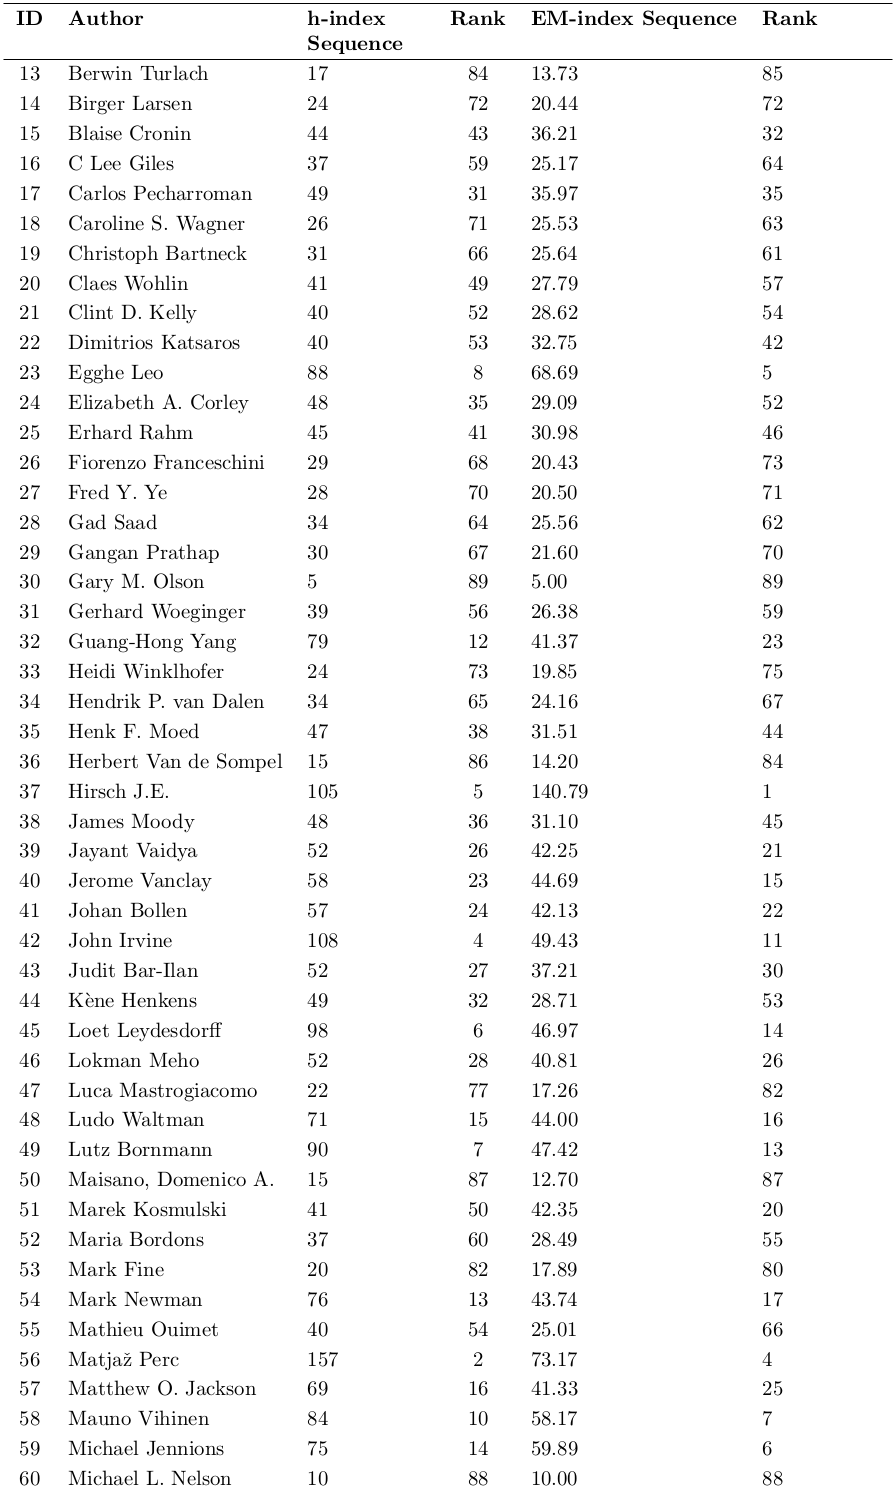 ID Author h-index Sequence Rank EM-index Sequence Rank
13 Berwin Turlach 17 84 13.73 85
14 Birger Larsen 24 72 20.44 72
15 Blaise Cronin 44 43 36.21 32
16 C Lee Giles 37 59 25.17 64
17 Carlos Pecharroman 49 31 35.97 35
18 Caroline S. Wagner 26 71 25.53 63
19 Christoph Bartneck 31 66 25.64 61
20 Claes Wohlin 41 49 27.79 57
21 Clint D. Kelly 40 52 28.62 54
22 Dimitrios Katsaros 40 53 32.75 42
23 Egghe Leo 88 8 68.69 5
24 Elizabeth A. Corley 48 35 29.09 52
25 Erhard Rahm 45 41 30.98 46
26 Fiorenzo Franceschini 29 68 20.43 73
27 Fred Y. Ye 28 70 20.50 71
28 Gad Saad 34 64 25.56 62
29 Gangan Prathap 30 67 21.60 70
30 Gary M. Olson 5 89 5.00 89
31 Gerhard Woeginger 39 56 26.38 59
32 Guang-Hong Yang 79 12 41.37 23
33 Heidi Winklhofer 24 73 19.85 75
34 Hendrik P. van Dalen 34 65 24.16 67
35 Henk F. Moed 47 38 31.51 44
36 Herbert Van de Sompel 15 86 14.20 84
37 Hirsch J.E. 105 5 140.79 1
38 James Moody 48 36 31.10 45
39 Jayant Vaidya 52 26 42.25 21
40 Jerome Vanclay 58 23 44.69 15
41 Johan Bollen 57 24 42.13 22
42 John Irvine 108 4 49.43 11
43 Judit Bar-Ilan 52 27 37.21 30
44 Kène Henkens 49 32 28.71 53
45 Loet Leydesdorff 98 6 46.97 14
46 Lokman Meho 52 28 40.81 26
47 Luca Mastrogiacomo 22 77 17.26 82
48 Ludo Waltman 71 15 44.00 16
49 Lutz Bornmann 90 7 47.42 13
50 Maisano, Domenico A. 15 87 12.70 87
51 Marek Kosmulski 41 50 42.35 20
52 Maria Bordons 37 60 28.49 55
53 Mark Fine 20 82 17.89 80
54 Mark Newman 76 13 43.74 17
55 Mathieu Ouimet 40 54 25.01 66
56 Matjaž Perc 157 2 73.17 4
57 Matthew O. Jackson 69 16 41.33 25
58 Mauno Vihinen 84 10 58.17 7
59 Michael Jennions 75 14 59.89 6
60 Michael L. Nelson 10 88 10.00 88